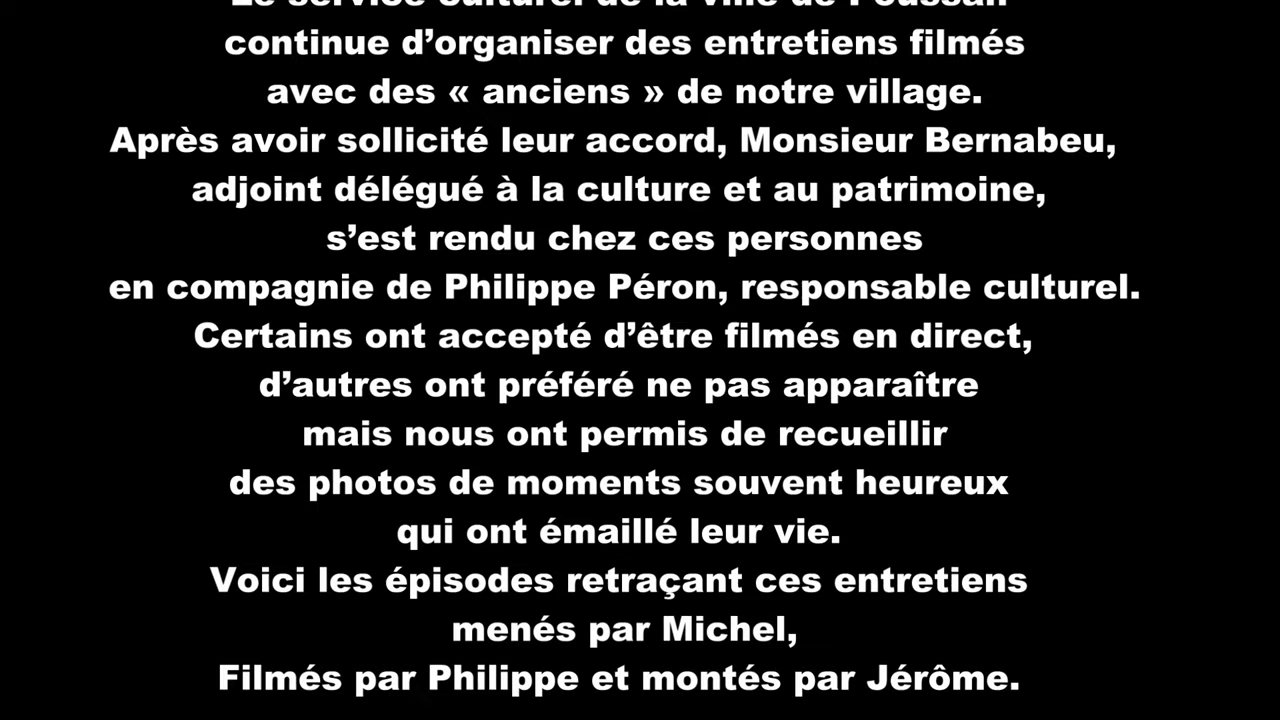 Le service culturel de la ville de Poussan
continue d’organiser des entretiens filmés
avec des « anciens » de notre village.
Après avoir sollicité leur accord, Monsieur Bernabeu,
adjoint délégué à la culture et au patrimoine,
s’est rendu chez ces personnes
en compagnie de Philippe Péron, responsable culturel.
Certains ont accepté d’être filmés en direct,
d’autres ont préféré ne pas apparaître
mais nous ont permis de recueillir
des photos de moments souvent heureux
qui ont émaillé leur vie.
Voici les épisodes retraçant ces entretiens
menés par Michel,
Filmés par Philippe et montés par Jérôme.